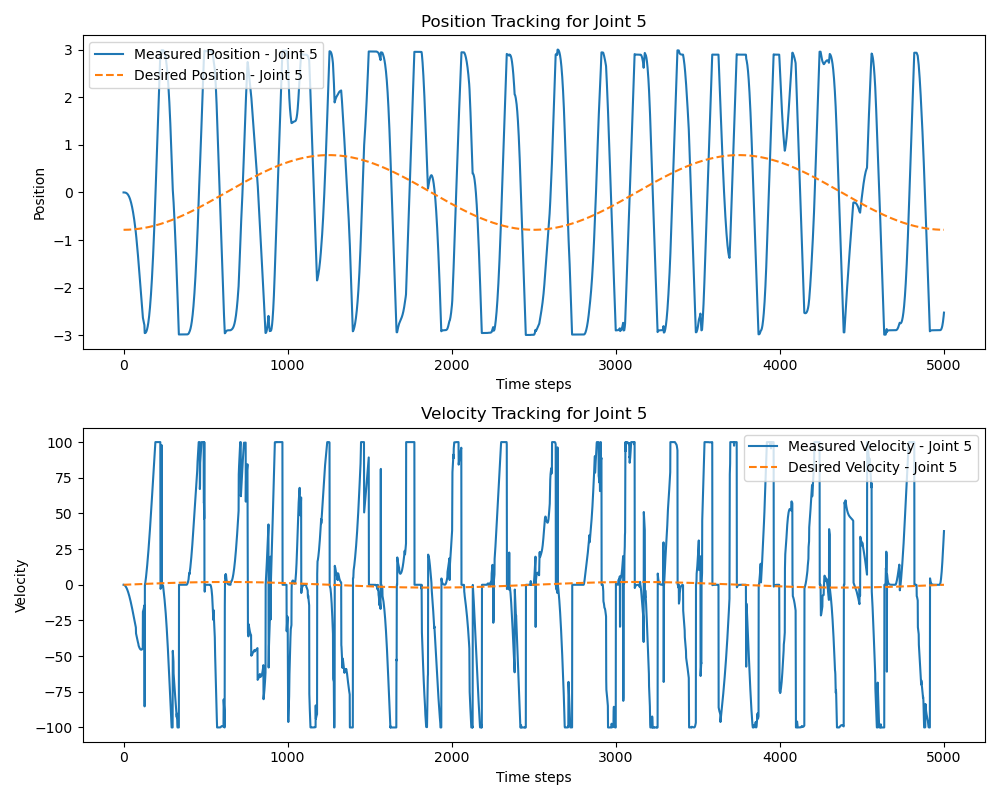 Position Tracking for Joint 5
Measured Position - Joint 5
Desired Position - Joint 5
3
2
1
0
−1
−2
−3
Position
0
1000
2000
3000
4000
5000
Time steps
Velocity Tracking for Joint 5
Measured Velocity - Joint 5
Desired Velocity - Joint 5
100
75
50
25
0
−25
−50
−75
−100
Velocity
0
1000
2000
3000
4000
5000
Time steps